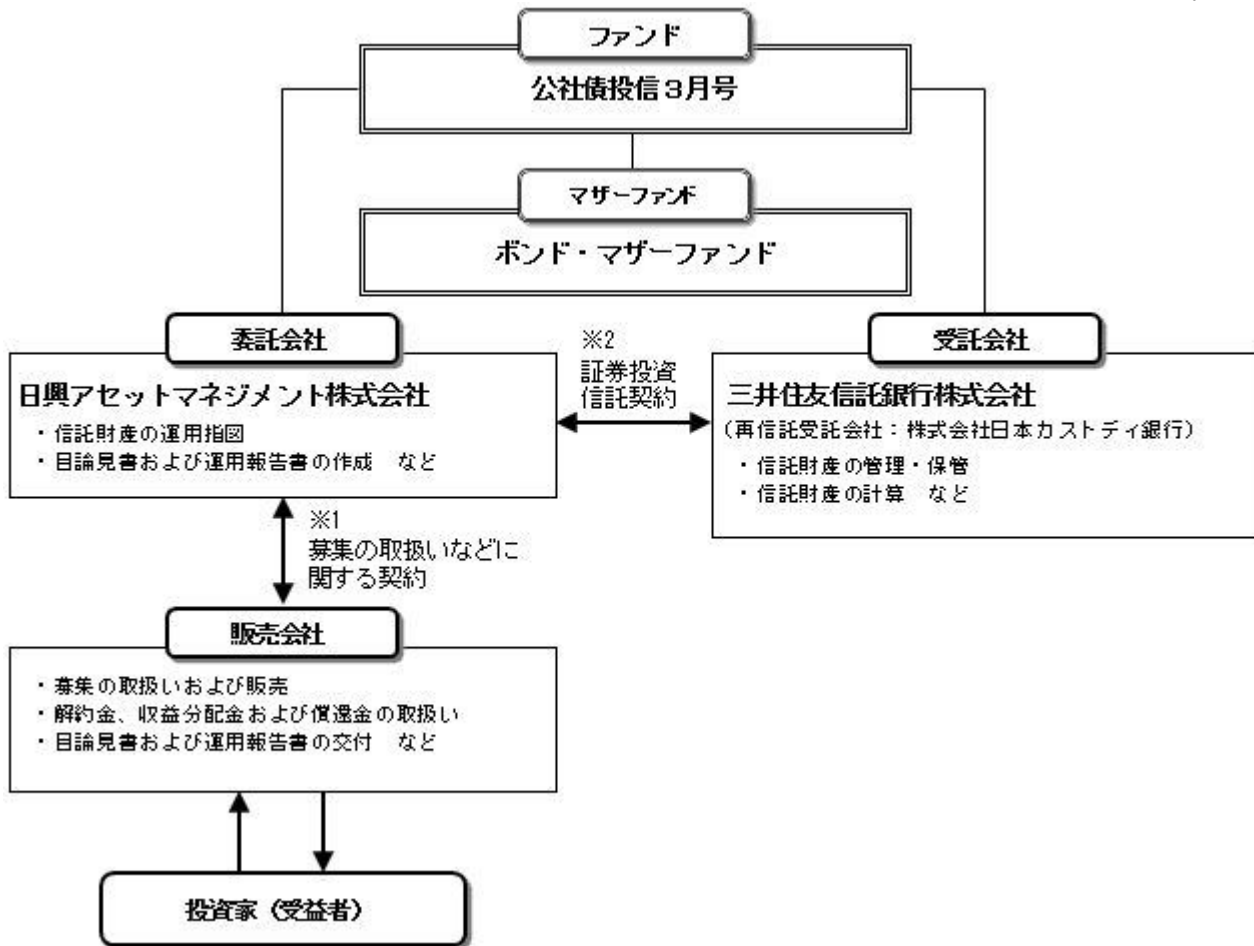 ファンド
公社債投信３月号
マザーファンド
ボンド・マザーファンド
委託会社
日興アセットマネジメント株式会社
・信託財産の運用指図
・目論見書および運用報告書の作成　など
※2
証券投資
信託契約
受託会社
三井住友信託銀行株式会社
（再信託受託会社：株式会社日本カストディ銀行）
・信託財産の管理・保管
・信託財産の計算　など
※1
募集の取扱いなどに
関する契約
販売会社
・募集の取扱いおよび販売
・解約金、収益分配金および償還金の取扱い
・目論見書および運用報告書の交付　など
投資家（受益者）